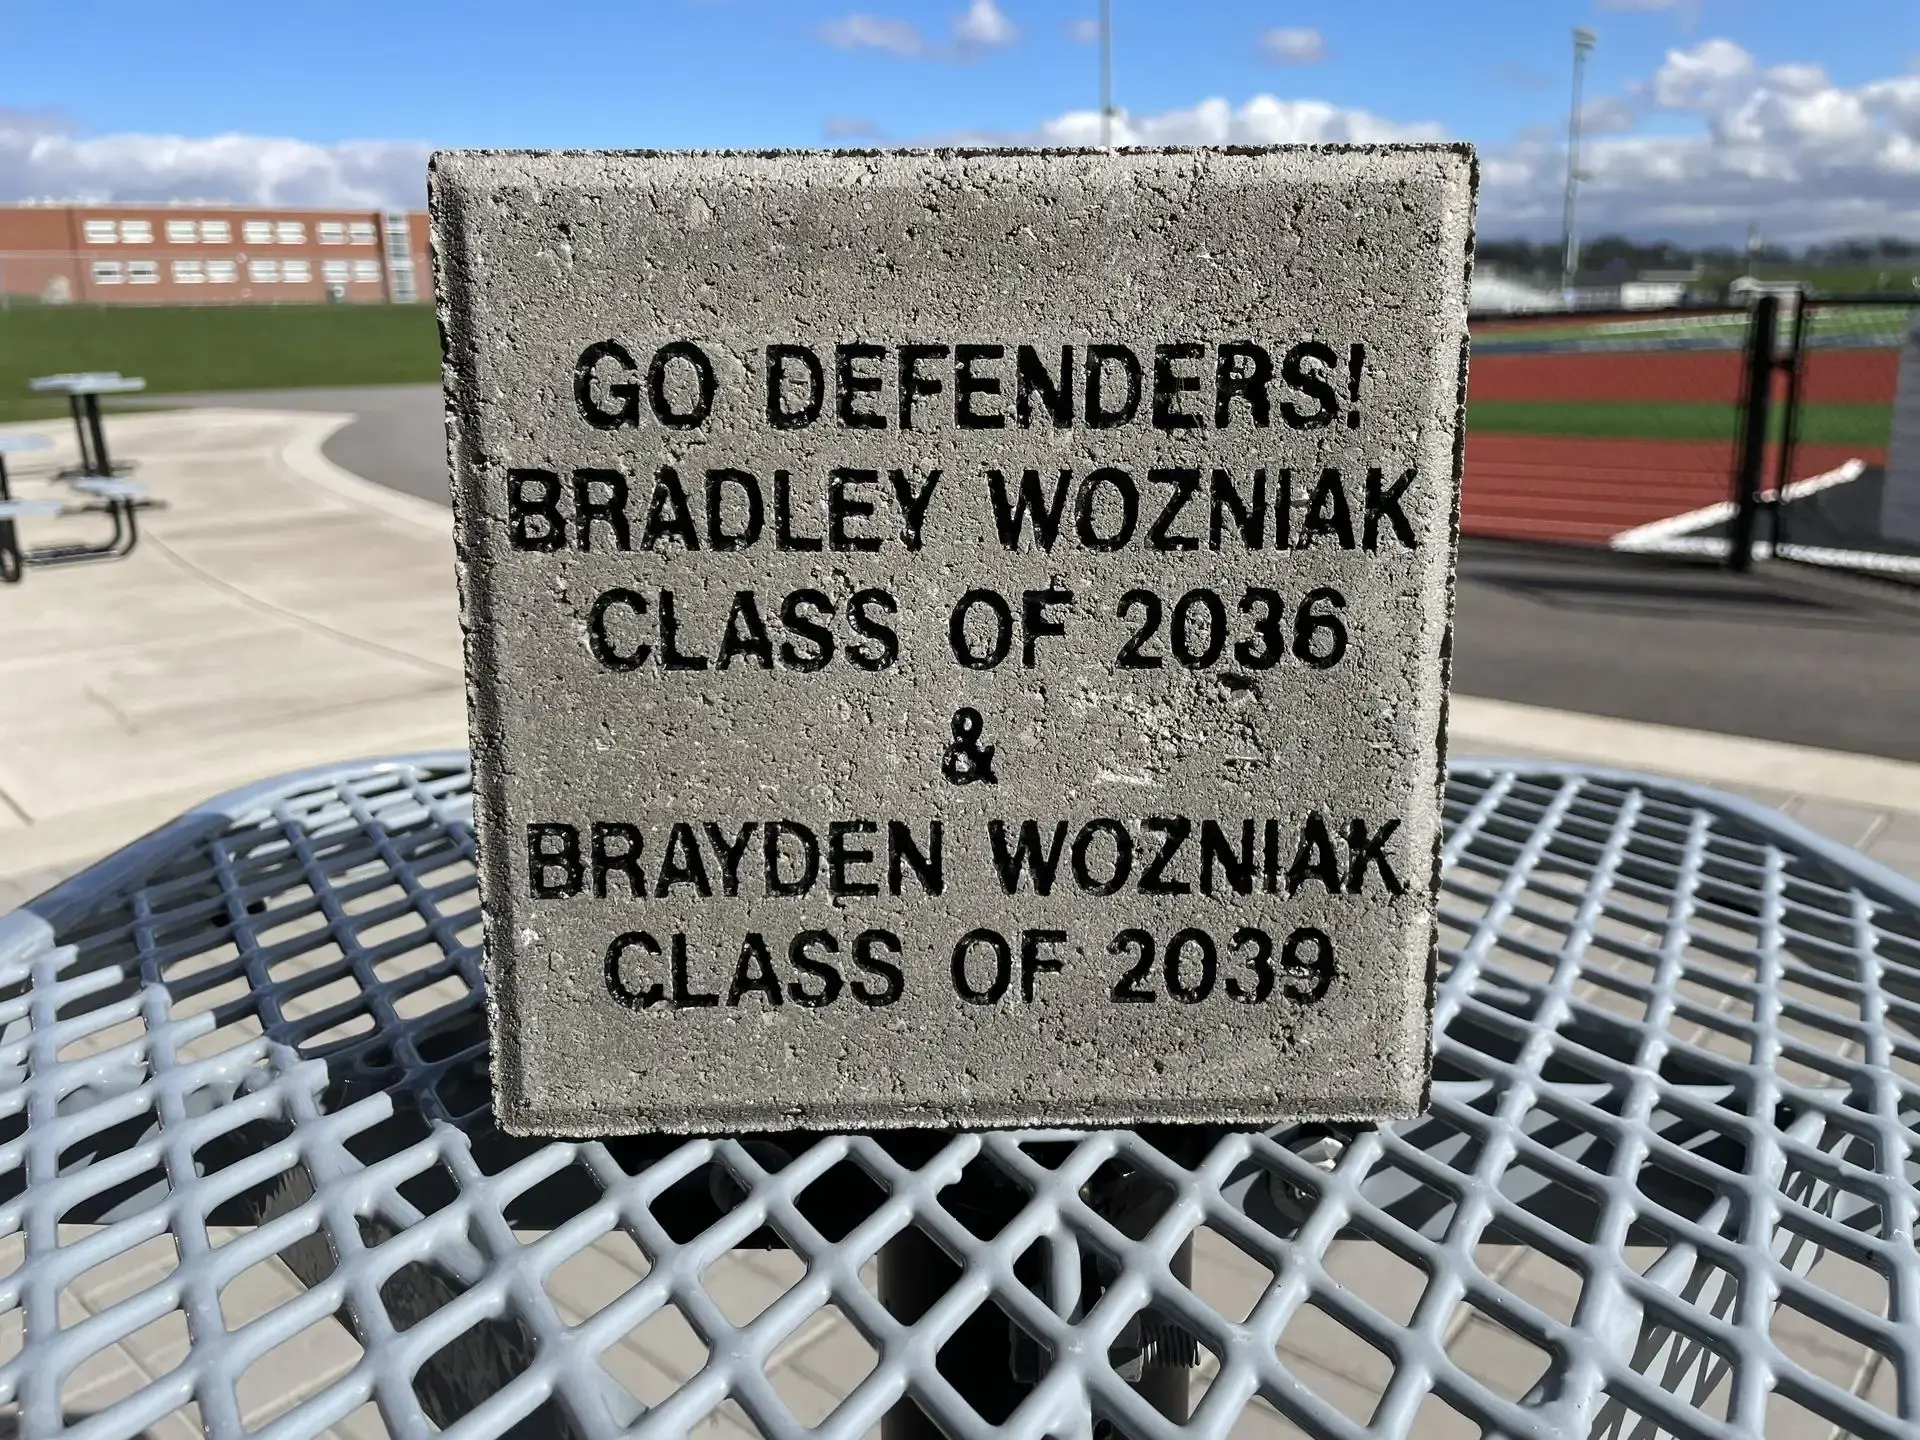 GO DEFENDERS!
BRADLEY WOZNIAK
CLASS OF 2036
&
BRAYDEN WOZNIAK
CLASS OF 2039